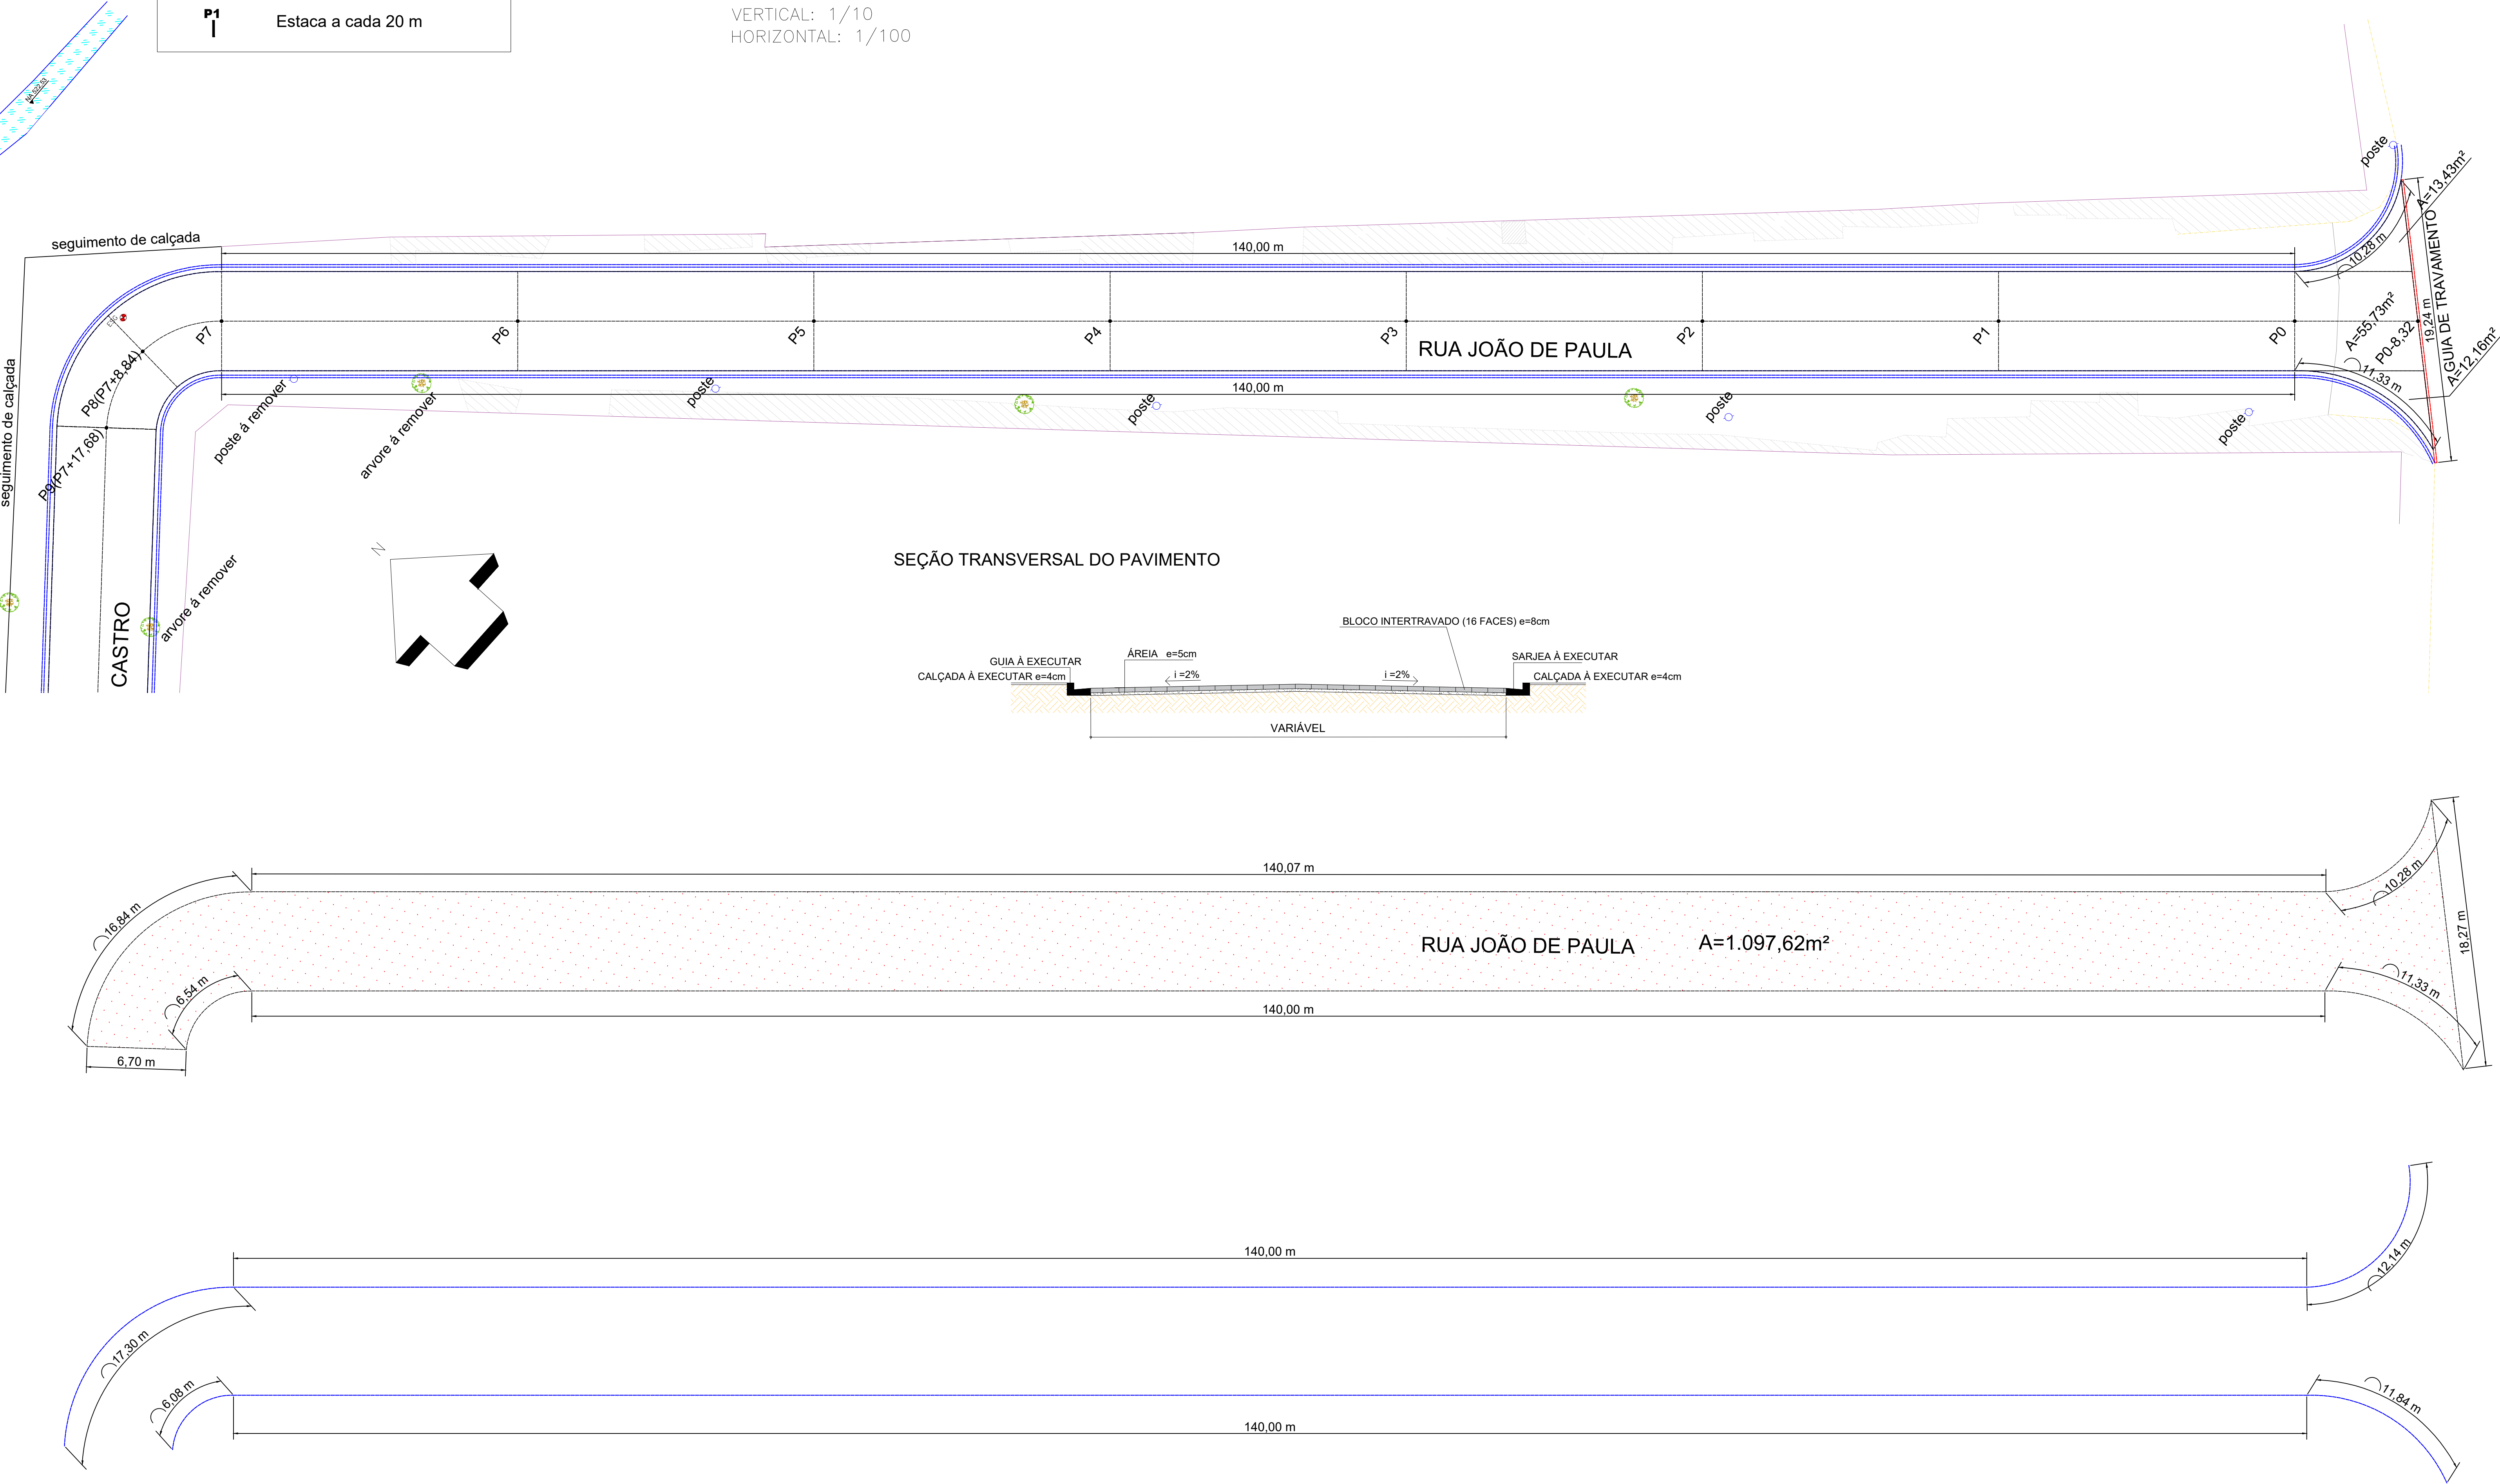 P1
Estaca a cada 20 m
VERTICAL: 1/10
HORIZONTAL: 1/100
NA 522,53
poste
A=13,43m²
seguimento de calçada
140,00 m
10,28 m
GUIA DE TRAVAMENTO
19,24 m
A=55,73m²
P0-8,32
A=12,16m²
ESG
P7
P6
P5
P4
P3
P2
P1
P0
RUA JOÃO DE PAULA
P8(P7+8,84)
11,33 m
140,00 m
seguimento de calçada
poste á remover
poste
poste
poste
poste
arvore á remover
P9(P7+17,68)
N
SEÇÃO TRANSVERSAL DO PAVIMENTO
arvore á remover
CASTRO
BLOCO INTERTRAVADO (16 FACES) e=8cm
ÁREIA e=5cm
GUIA À EXECUTAR
SARJEA À EXECUTAR
CALÇADA À EXECUTAR e=4cm
i =2%
i =2%
CALÇADA À EXECUTAR e=4cm
VARIÁVEL
140,07 m
16,84 m
10,28 m
RUA JOÃO DE PAULA
A=1.097,62m²
18,27 m
6,54 m
11,33 m
140,00 m
6,70 m
140,00 m
12,14 m
17,30 m
6,08 m
11,84 m
140,00 m